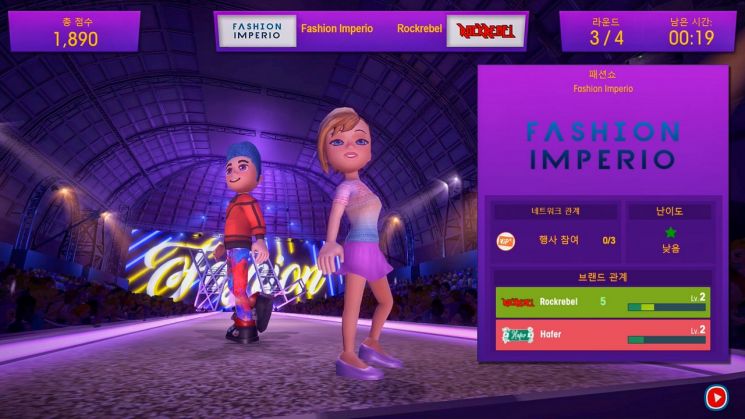 총 점수
1,890
FASHION
IMPERIO
Fashion Imperio
Rockrebel
ROCKREBEL
라운드
3 / 4
남은 시간:
00:19
패션쇼
Fashion Imperio
FASHION
IMPERIO
네트워크 관계
난이도
VIP
행사 참여
0/3
낮음
브랜드 관계
ROCKREBEL
Rockrebel
5
Lv.2
Hafer
Hafer
Lv.2
Fashion